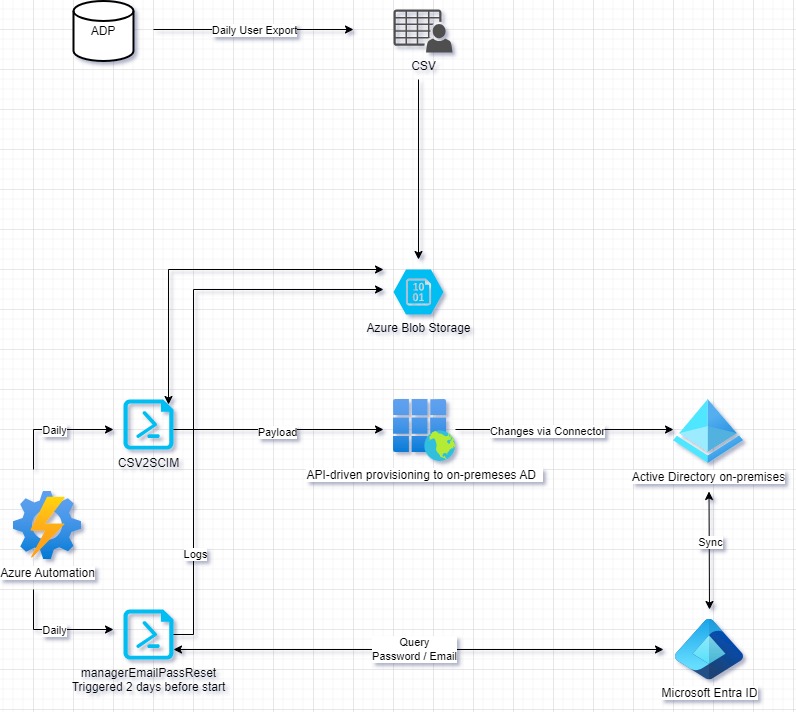 ADP
Daily User Export
CSV
10
01
Azure Blob Storage
Daily
CSV2SCIM
Payload
API-driven provisioning to on-premeses AD
Changes via Connector
Active Directory on-premises
Azure Automation
Logs
Sync
Daily
managerEmailPassReset
Triggered 2 days before start
Query
Password / Email
Microsoft Entra ID